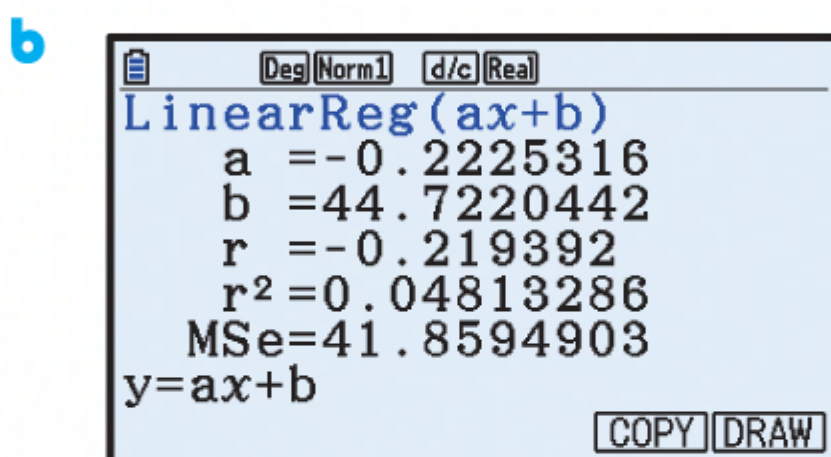 b
Deg Norm1 d/c Real
LinearReg(ax+b)
a =-0.2225316
b =44.7220442
r =-0.219392
r²=0.04813286
MSe=41.8594903
y=ax+b
COPY DRAW